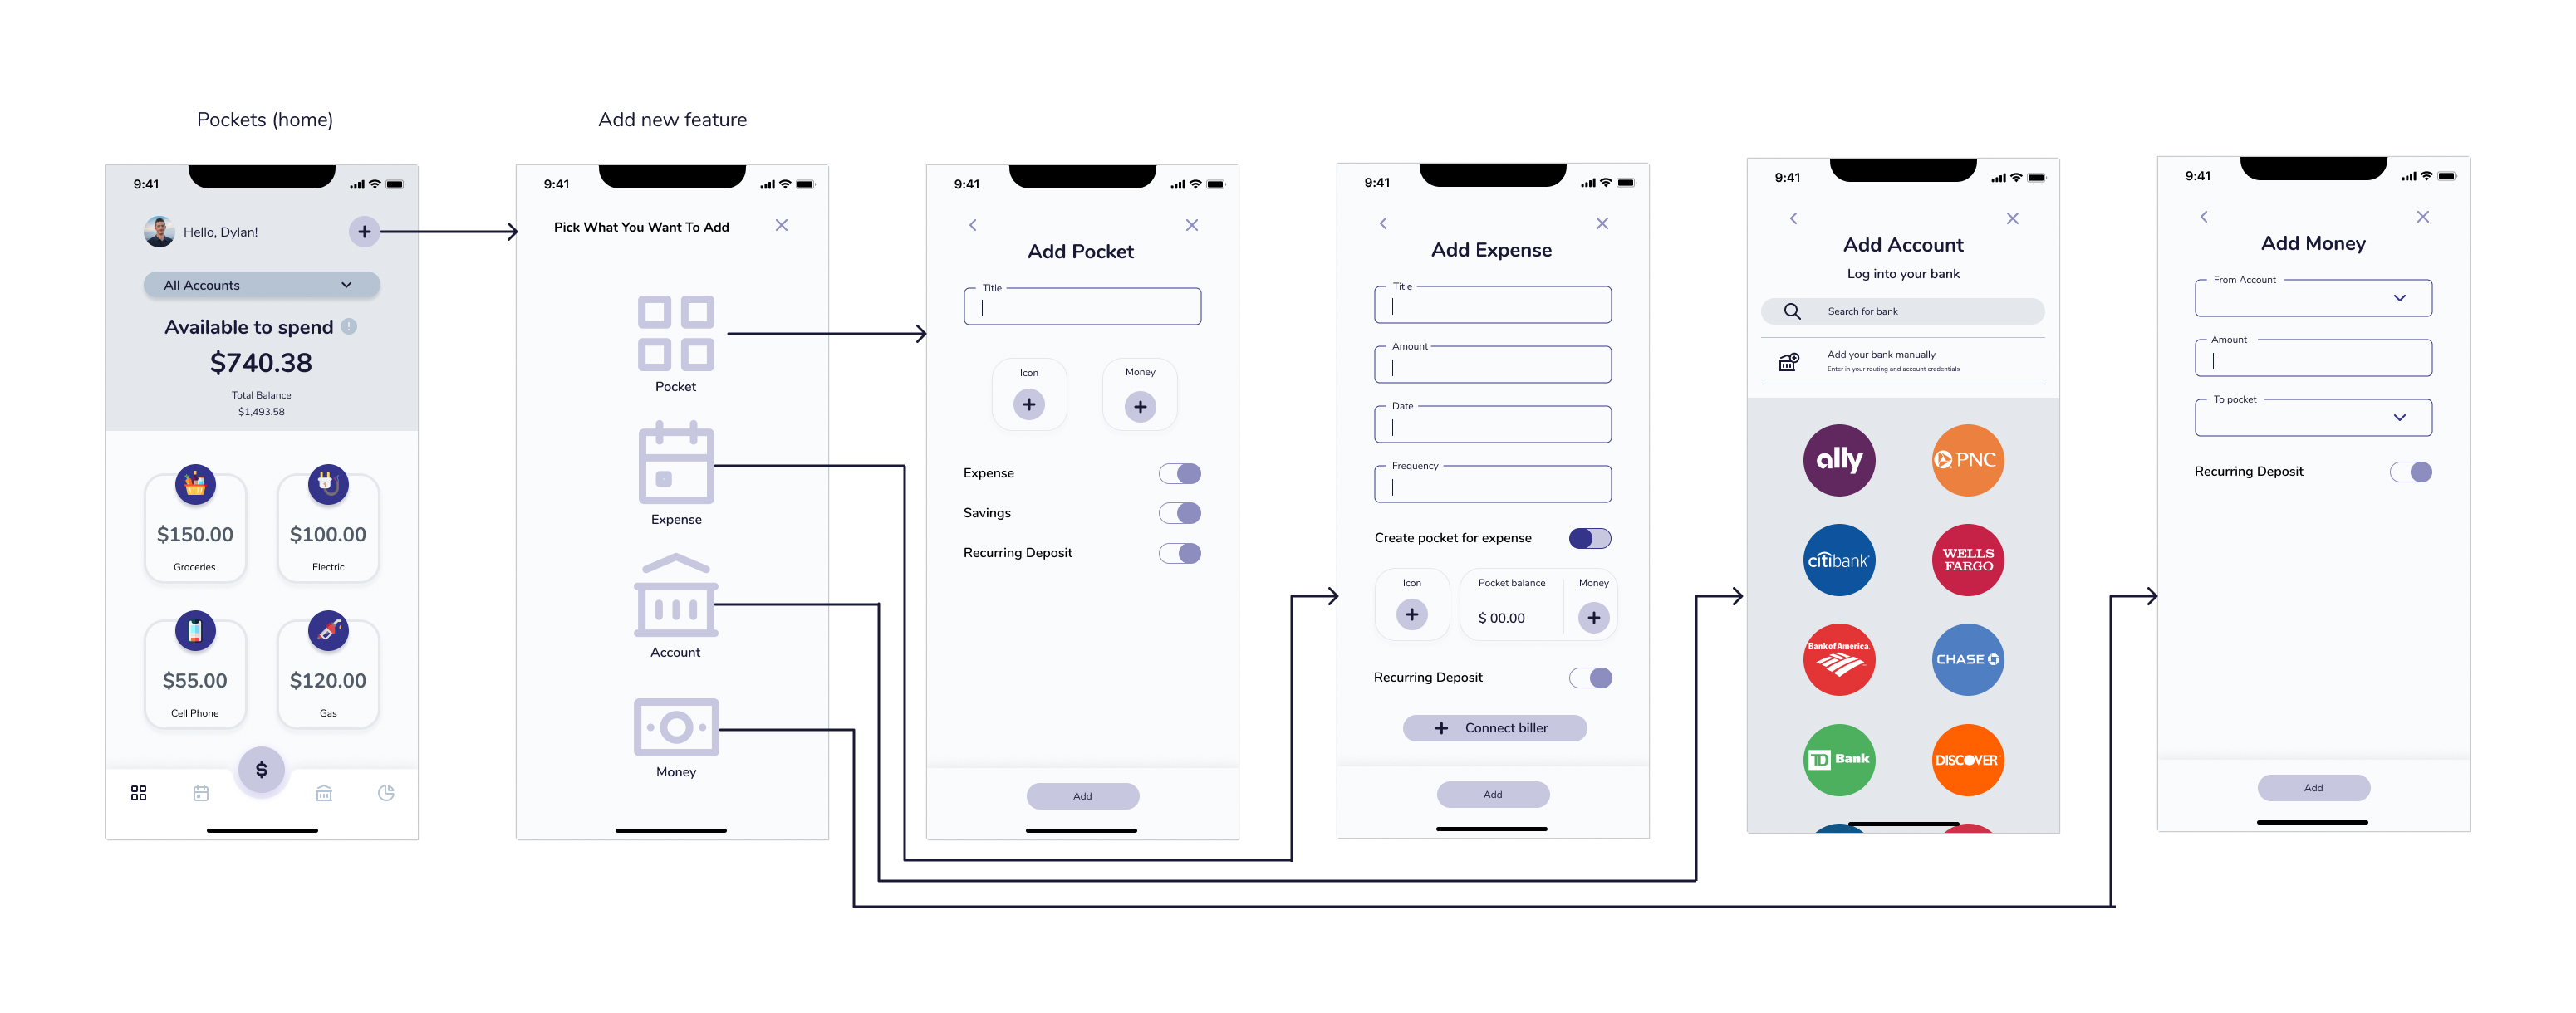 Pockets (home)
Add new feature
9:41
Hello, Dylan!
All Accounts
Available to spend
$740.38
Total Balance
$1,493.58
$150.00
Groceries
$100.00
Electric
$55.00
Cell Phone
$120.00
Gas
$
9:41
Pick What You Want To Add
Pocket
Expense
Account
Money
9:41
Add Pocket
Title
Icon
Money
Expense
Savings
Recurring Deposit
Add
9:41
Add Expense
Title
Amount
Date
Frequency
Create pocket for expense
Icon
Pocket balance
Money
$ 00.00
Recurring Deposit
Connect biller
Add
9:41
Add Account
Log into your bank
Search for bank
Add your bank manually
Enter in your routing and account credentials
ally
PNC
citibank
WELLS
FARGO
Bank of America
CHASE
TD Bank
DISCOVER
9:41
Add Money
From Account
Amount
To pocket
Recurring Deposit
Add